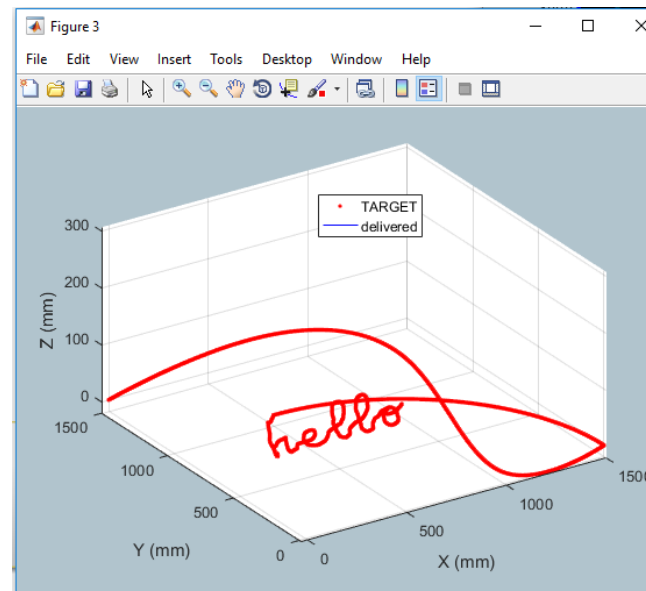 Figure 3
File Edit View Insert Tools Desktop Window Help
TARGET
delivered
300
200
100
0
Z (mm)
1500
1000
500
0
Y (mm)
0
500
1000
1500
X (mm)
hello